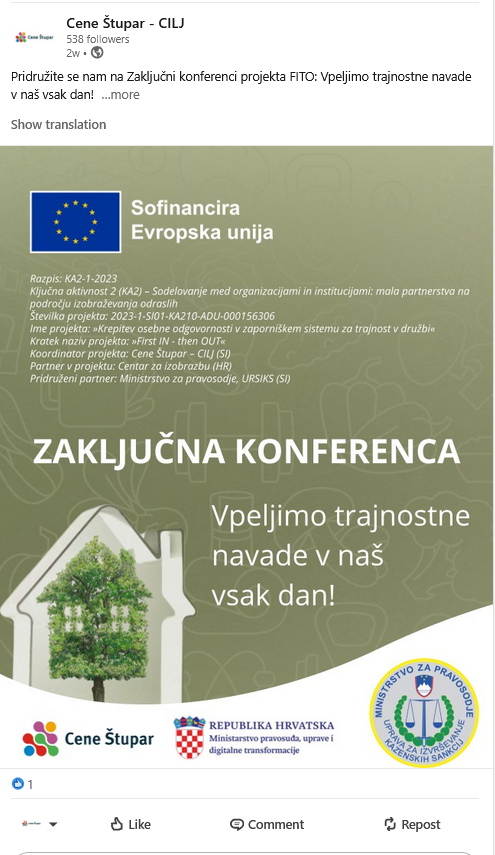 Cene Štupar
Cene Štupar - CILJ
538 followers
2w •
Pridružite se nam na Zaključni konferenci projekta FITO: Vpeljimo trajnostne navade
v naš vsak dan! ...more
Show translation
Sofinancira
Evropska unija
Razpis: KA2-1-2023
Ključna aktivnost 2 (KA2) – Sodelovanje med organizacijami in institucijami: mala partnerstva na
področju izobraževanja odraslih
Številka projekta: 2023-1-SI01-KA210-ADU-000156306
Ime projekta: »Krepitev osebne odgovornosti v zaporniškem sistemu za trajnost v družbi«
Kratek naziv projekta: »First IN - then OUT«
Koordinator projekta: Cene Štupar – CILJ (SI)
Partner v projektu: Centar za izobrazbu (HR)
Pridruženi partner: Ministrstvo za pravosodje, URSIKS (SI)
ZAKLJUČNA KONFERENCA
Vpeljimo trajnostne
navade v naš
vsak dan!
Cene Štupar
REPUBLIKA HRVATSKA
Ministarstvo pravosuđa, uprave i
digitalne transformacije
MINISTRSTVO ZA PRAVOSODJE
UPRAVA ZA IZVRŠEVANJE
KAZENSKIH SANKCIJ
1
Cene Štupar
Like
Comment
Repost